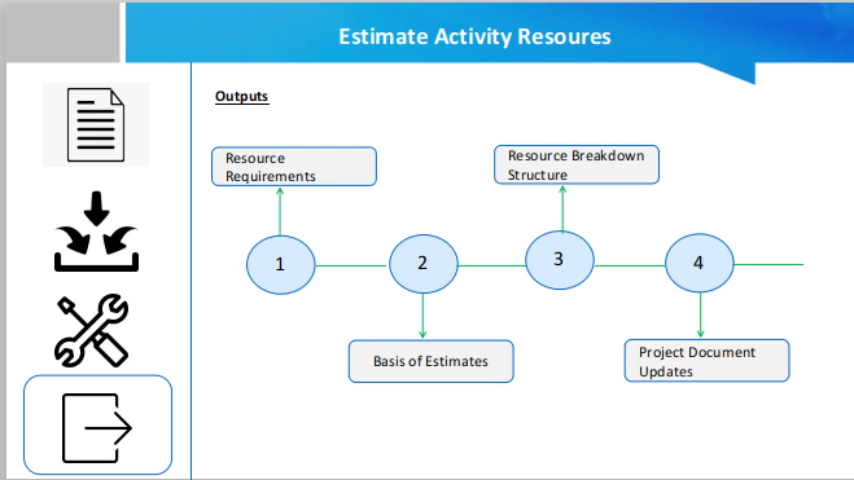 Estimate Activity Resoures
Outputs
Resource
Requirements
Resource Breakdown
Structure
1
2
3
4
Basis of Estimates
Project Document
Updates